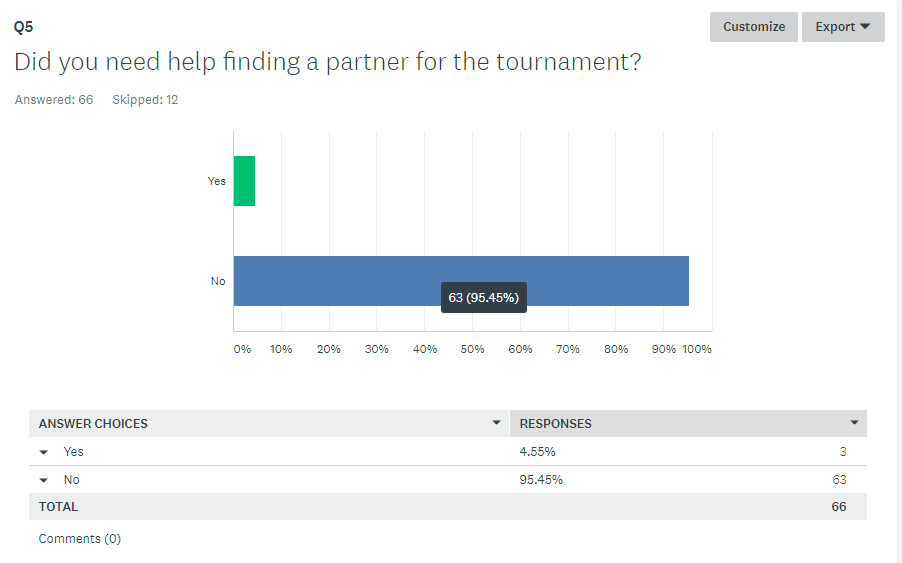 Q5
Customize
Export
Did you need help finding a partner for the tournament?
Answered: 66 Skipped: 12
Yes
No
63 (95.45%)
0% 10% 20% 30% 40% 50% 60% 70% 80% 90% 100%
ANSWER CHOICES RESPONSES
Yes 4.55% 3
No 95.45% 63
TOTAL 66
Comments (0)